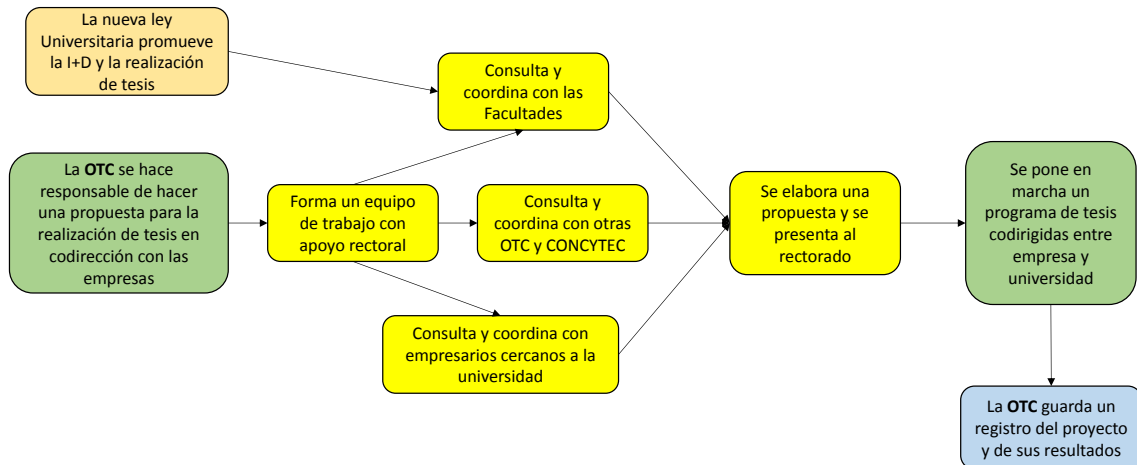 La nueva ley
Universitaria promueve
la I+D y la realización
de tesis
Consulta y
coordina con las
Facultades
La OTC se hace
responsable de hacer
una propuesta para la
realización de tesis en
codirección con las
empresas
Forma un equipo
de trabajo con
apoyo rectoral
Consulta y
coordina con otras
OTC y CONCYTEC
Consulta y coordina con
empresarios cercanos a la
universidad
Se elabora una
propuesta y se
presenta al
rectorado
Se pone en
marcha un
programa de tesis
codirigidas entre
empresa y
universidad
La OTC guarda un
registro del proyecto
y de sus resultados